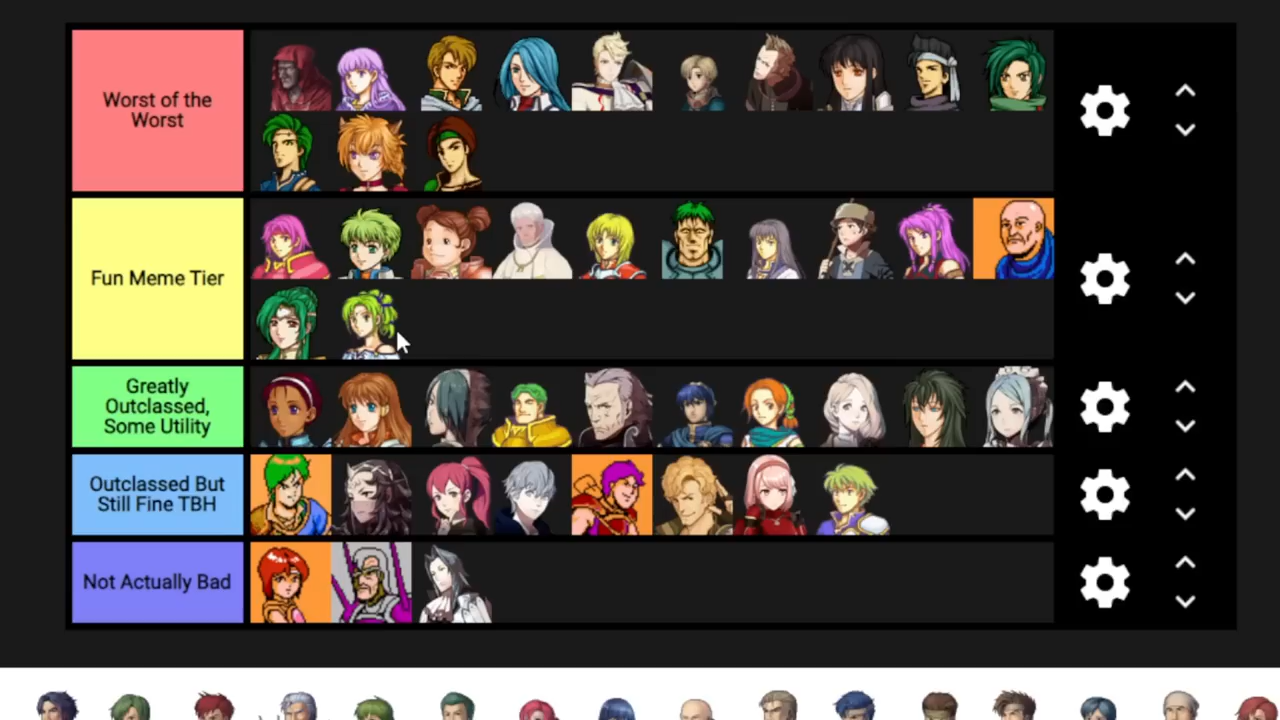 Worst of the
Worst
Fun Meme Tier
Greatly
Outclassed,
Some Utility
Outclassed But
Still Fine TBH
Not Actually Bad